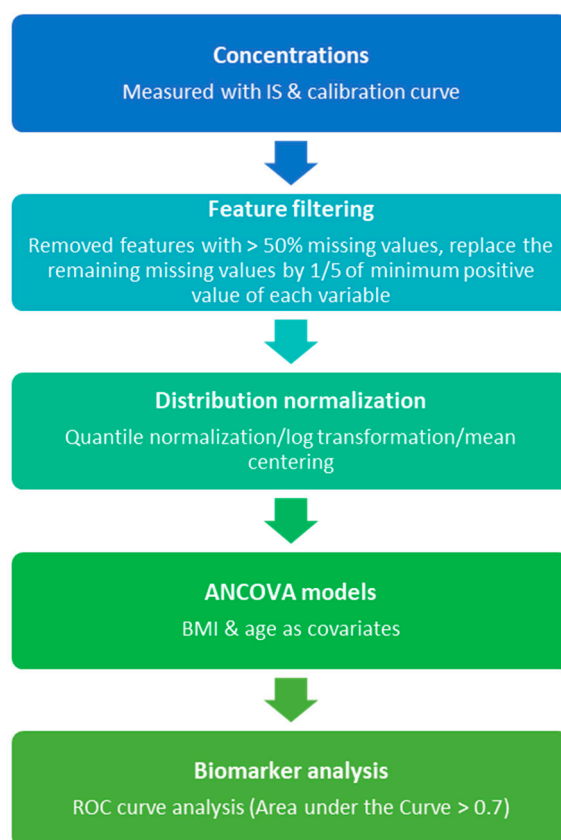 Concentrations
Measured with IS & calibration curve
Feature filtering
Removed features with > 50% missing values, replace the
remaining missing values by 1/5 of minimum positive
value of each variable
Distribution normalization
Quantile normalization/log transformation/mean
centering
ANCOVA models
BMI & age as covariates
Biomarker analysis
ROC curve analysis (Area under the Curve > 0.7)